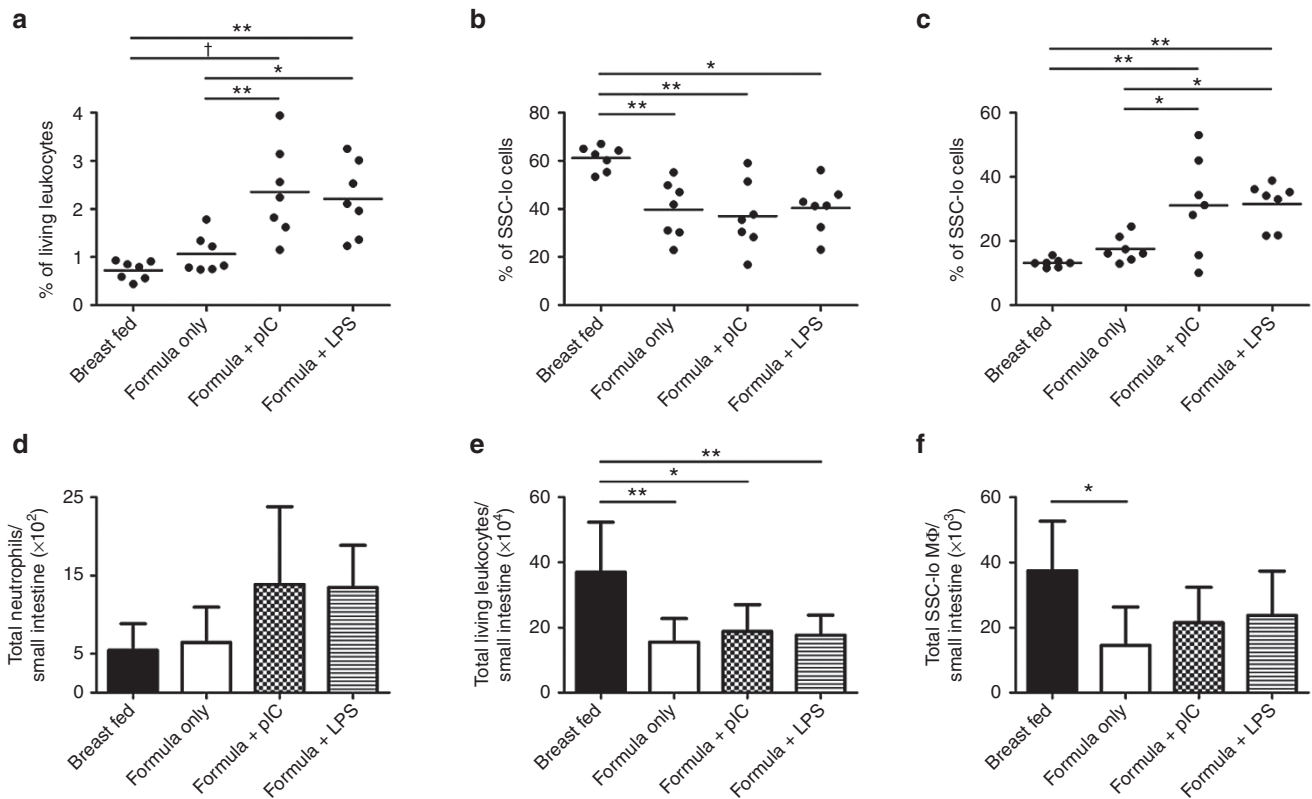 a
**
†
*
**
% of living leukocytes
4
3
2
1
0
Breast fed
Formula only
Formula + pIC
Formula + LPS
b
*
**
**
% of SSC-lo cells
80
60
40
20
0
Breast fed
Formula only
Formula + pIC
Formula + LPS
c
**
**
*
*
% of SSC-lo cells
60
40
20
0
Breast fed
Formula only
Formula + pIC
Formula + LPS
d
Total neutrophils/
small intestine (×10²)
25
15
5
0
Breast fed
Formula only
Formula + pIC
Formula + LPS
e
**
*
**
Total living leukocytes/
small intestine (×10⁴)
60
40
20
0
Breast fed
Formula only
Formula + pIC
Formula + LPS
f
*
Total SSC-lo MΦ/
small intestine (×10³)
60
40
20
0
Breast fed
Formula only
Formula + pIC
Formula + LPS